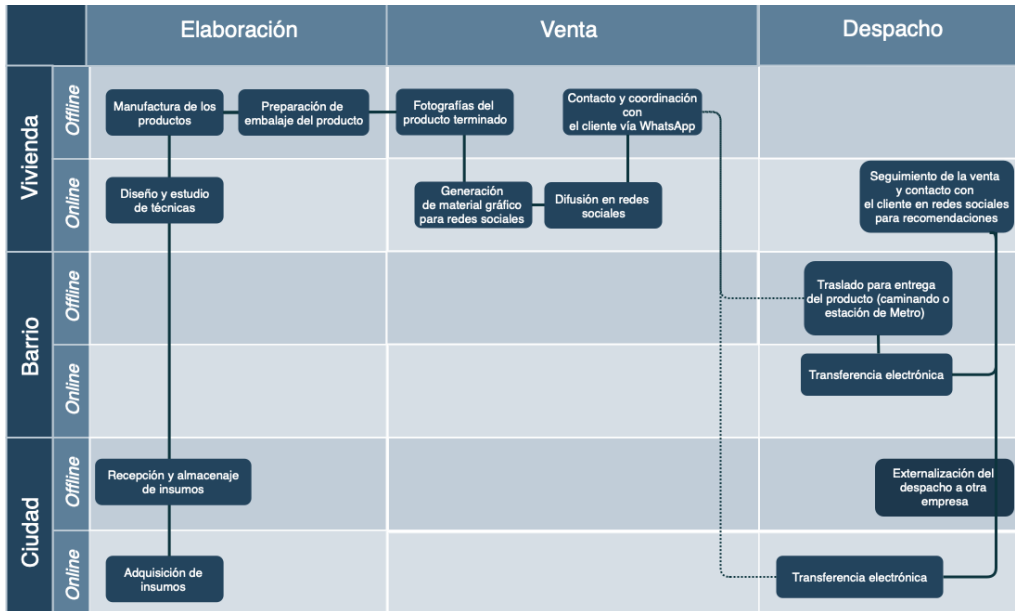 Elaboración
Venta
Despacho
Vivienda
Offline
Manufactura de los
productos
Preparación de
embalaje del producto
Fotografías del
producto terminado
Contacto y coordinación
con
el cliente vía WhatsApp
Online
Diseño y estudio
de técnicas
Generación
de material gráfico
para redes sociales
Difusión en redes
sociales
Seguimiento de la venta
y contacto con
el cliente en redes sociales
para recomendaciones
Barrio
Offline
Traslado para entrega
del producto (caminando o
estación de Metro)
Online
Transferencia electrónica
Ciudad
Offline
Recepción y almacenaje
de insumos
Externalización del
despacho a otra
empresa
Online
Adquisición de
insumos
Transferencia electrónica